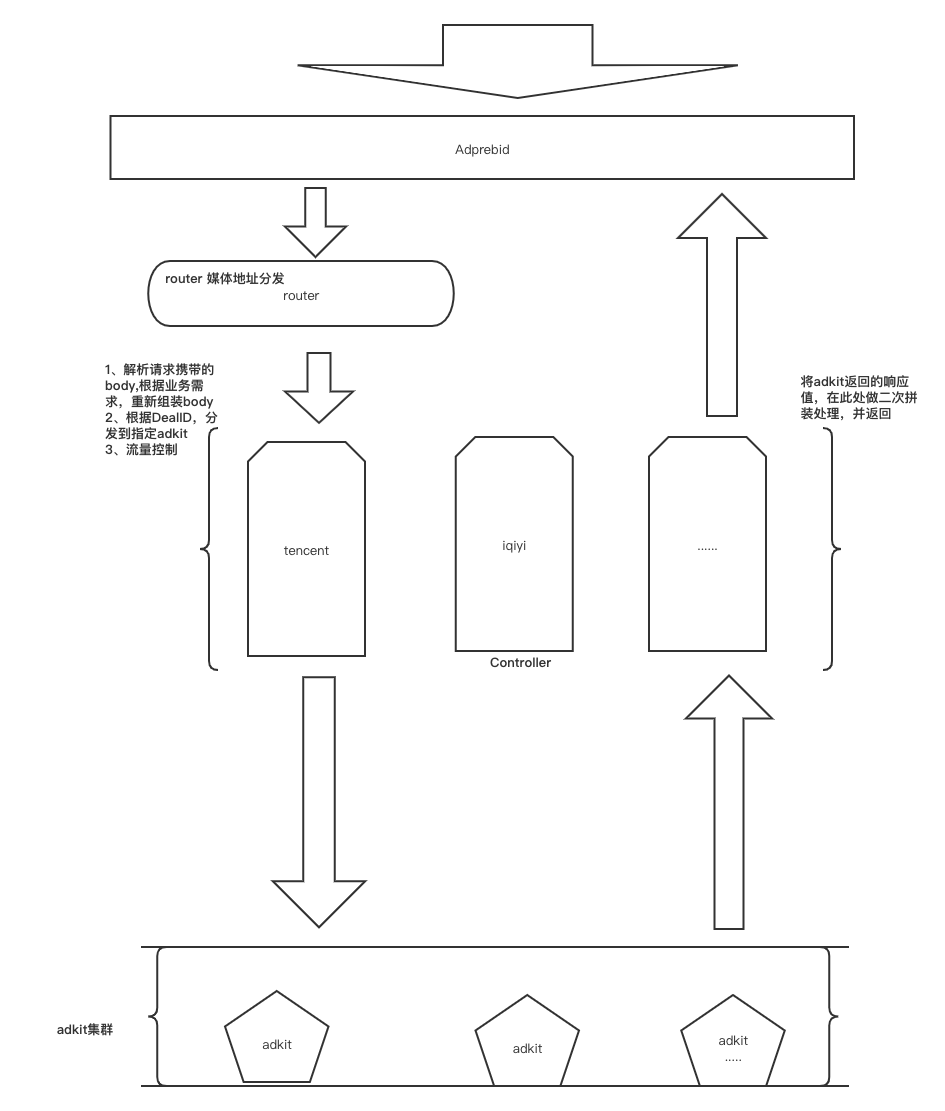 Adprebid
router 媒体地址分发
router
1、解析请求携带的
body,根据业务需
求，重新组装body
2、根据DealID，分
发到指定adkit
3、流量控制
将adkit返回的响应
值，在此处做二次拼
装处理，并返回
tencent
iqiyi
......
Controller
adkit集群
adkit
adkit
adkit
.....